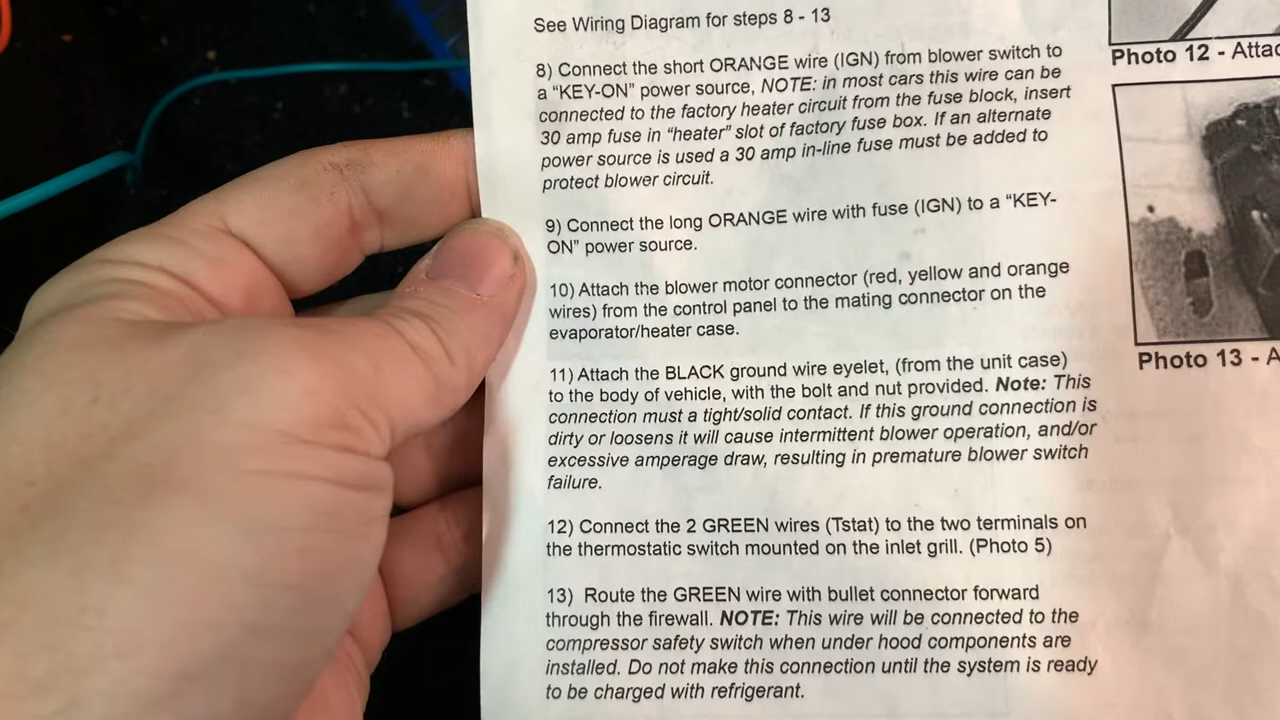 See Wiring Diagram for steps 8 - 13
8) Connect the short ORANGE wire (IGN) from blower switch to
a “KEY-ON” power source, NOTE: in most cars this wire can be
connected to the factory heater circuit from the fuse block, insert
30 amp fuse in “heater” slot of factory fuse box. If an alternate
power source is used a 30 amp in-line fuse must be added to
protect blower circuit.
9) Connect the long ORANGE wire with fuse (IGN) to a “KEY-
ON” power source.
10) Attach the blower motor connector (red, yellow and orange
wires) from the control panel to the mating connector on the
evaporator/heater case.
11) Attach the BLACK ground wire eyelet, (from the unit case)
to the body of vehicle, with the bolt and nut provided. Note: This
connection must a tight/solid contact. If this ground connection is
dirty or loosens it will cause intermittent blower operation, and/or
excessive amperage draw, resulting in premature blower switch
failure.
12) Connect the 2 GREEN wires (Tstat) to the two terminals on
the thermostatic switch mounted on the inlet grill. (Photo 5)
13) Route the GREEN wire with bullet connector forward
through the firewall. NOTE: This wire will be connected to the
compressor safety switch when under hood components are
installed. Do not make this connection until the system is ready
to be charged with refrigerant.
Photo 12 - Attac
Photo 13 - A